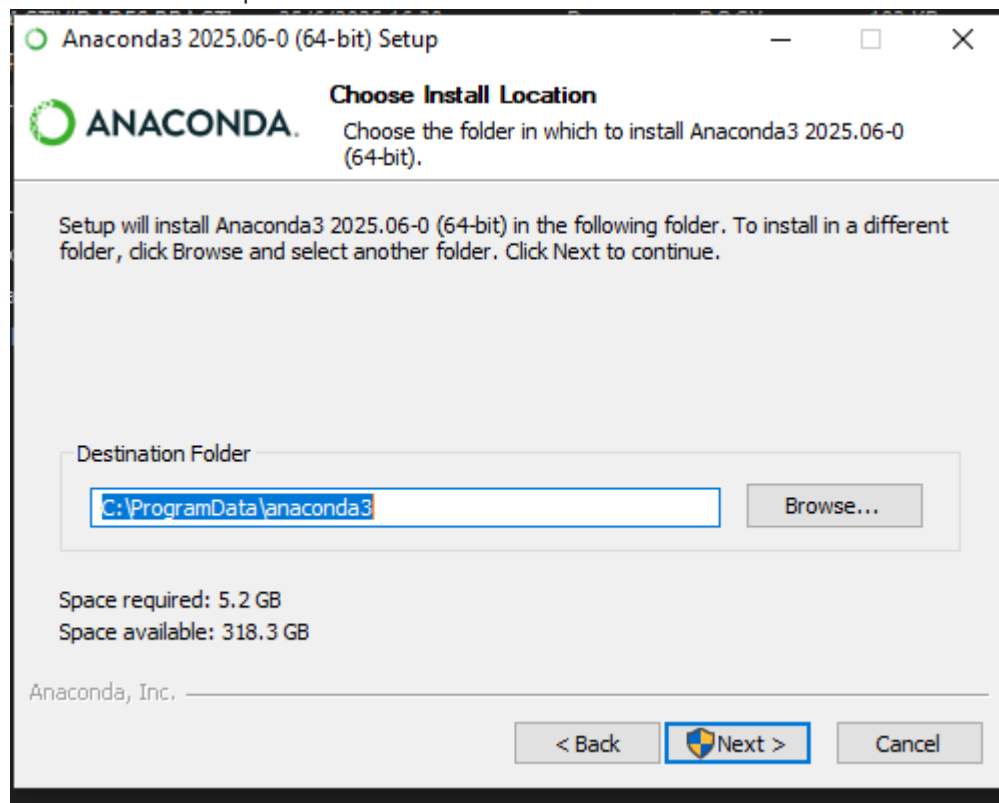 Anaconda3 2025.06-0 (64-bit) Setup
ANACONDA.
Choose Install Location
Choose the folder in which to install Anaconda3 2025.06-0
(64-bit).
Setup will install Anaconda3 2025.06-0 (64-bit) in the following folder. To install in a different
folder, click Browse and select another folder. Click Next to continue.
Destination Folder
C:\ProgramData\anaconda3
Browse...
Space required: 5.2 GB
Space available: 318.3 GB
Anaconda, Inc.
< Back
Next >
Cancel